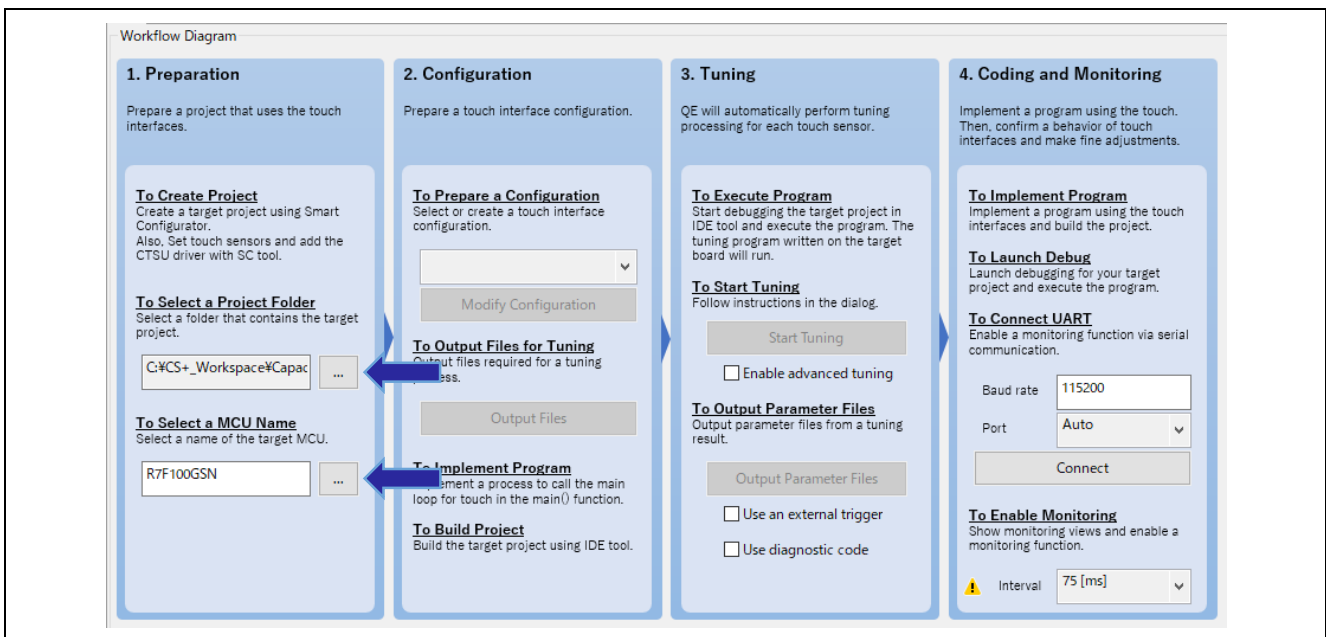 Workflow Diagram
1. Preparation
Prepare a project that uses the touch
interfaces.
To Create Project
Create a target project using Smart
Configurator.
Also, Set touch sensors and add the
CTSU driver with SC tool.
To Select a Project Folder
Select a folder that contains the target
project.
C:¥CS+_Workspace¥Capac
...
To Select a MCU Name
Select a name of the target MCU.
R7F100GSN
...
2. Configuration
Prepare a touch interface configuration.
To Prepare a Configuration
Select or create a touch interface
configuration.
Modify Configuration
To Output Files for Tuning
Output files required for a tuning
Output Files
To Implement Program
a process to call the main
loop for touch in the main() function.
To Build Project
Build the target project using IDE tool.
3. Tuning
QE will automatically perform tuning
processing for each touch sensor.
To Execute Program
Start debugging the target project in
IDE tool and execute the program. The
tuning program written on the target
board will run.
To Start Tuning
Follow instructions in the dialog.
Start Tuning
Enable advanced tuning
To Output Parameter Files
Output parameter files from a tuning
result.
Output Parameter Files
Use an external trigger
Use diagnostic code
4. Coding and Monitoring
Implement a program using the touch.
Then, confirm a behavior of touch
interfaces and make fine adjustments.
To Implement Program
Implement a program using the touch
interfaces and build the project.
To Launch Debug
Launch debugging for your target
project and execute the program.
To Connect UART
Enable a monitoring function via serial
communication.
Baud rate 115200
Port Auto
Connect
To Enable Monitoring
Show monitoring views and enable a
monitoring function.
Interval 75 [ms]